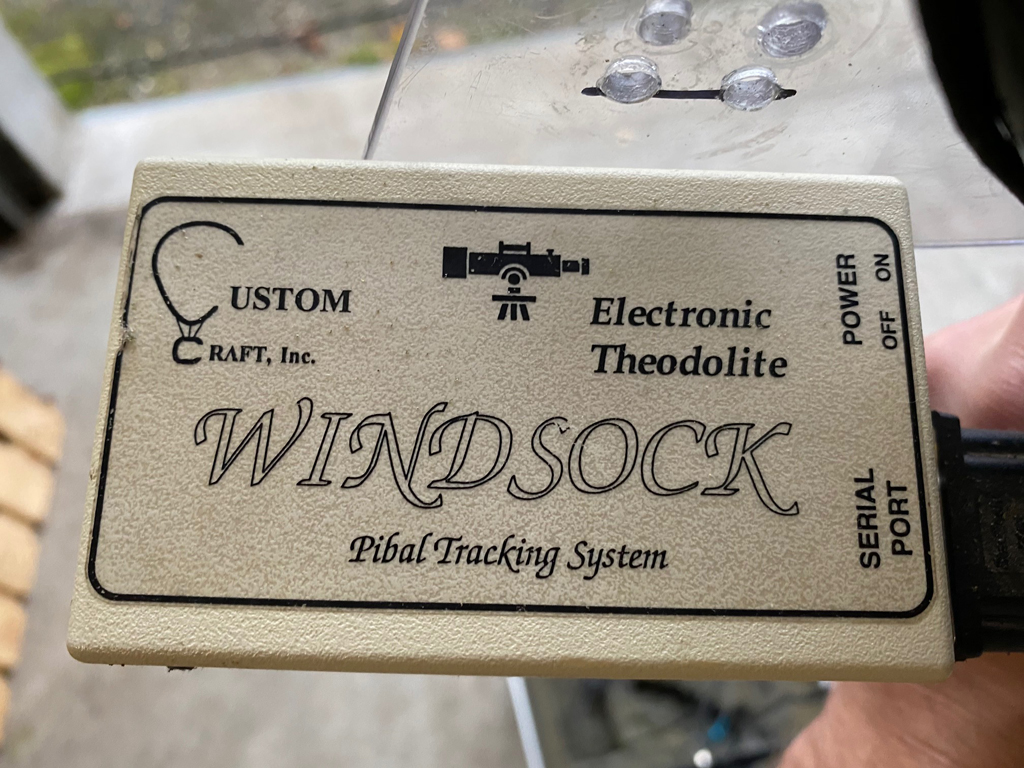 CUSTOM
CRAFT, Inc.
Electronic
Theodolite
WINDSOCK
Pibal Tracking System
POWER
OFF ON
SERIAL
PORT